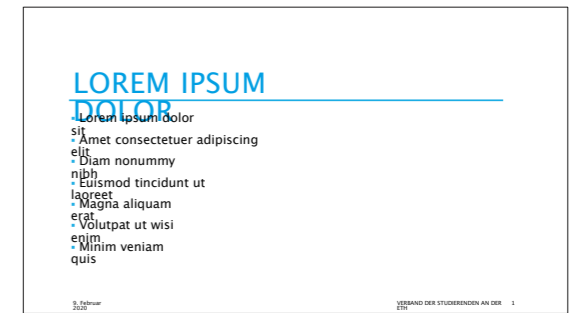 LOREM IPSUM
DOLOR
▪ Lorem ipsum dolor
sit
▪ Amet consectetuer adipiscing
elit
▪ Diam nonummy
nibh
▪ Euismod tincidunt ut
laoreet
▪ Magna aliquam
erat
▪ Volutpat ut wisi
enim
▪ Minim veniam
quis
9. Februar
2020
VERBAND DER STUDIERENDEN AN DER
ETH
1